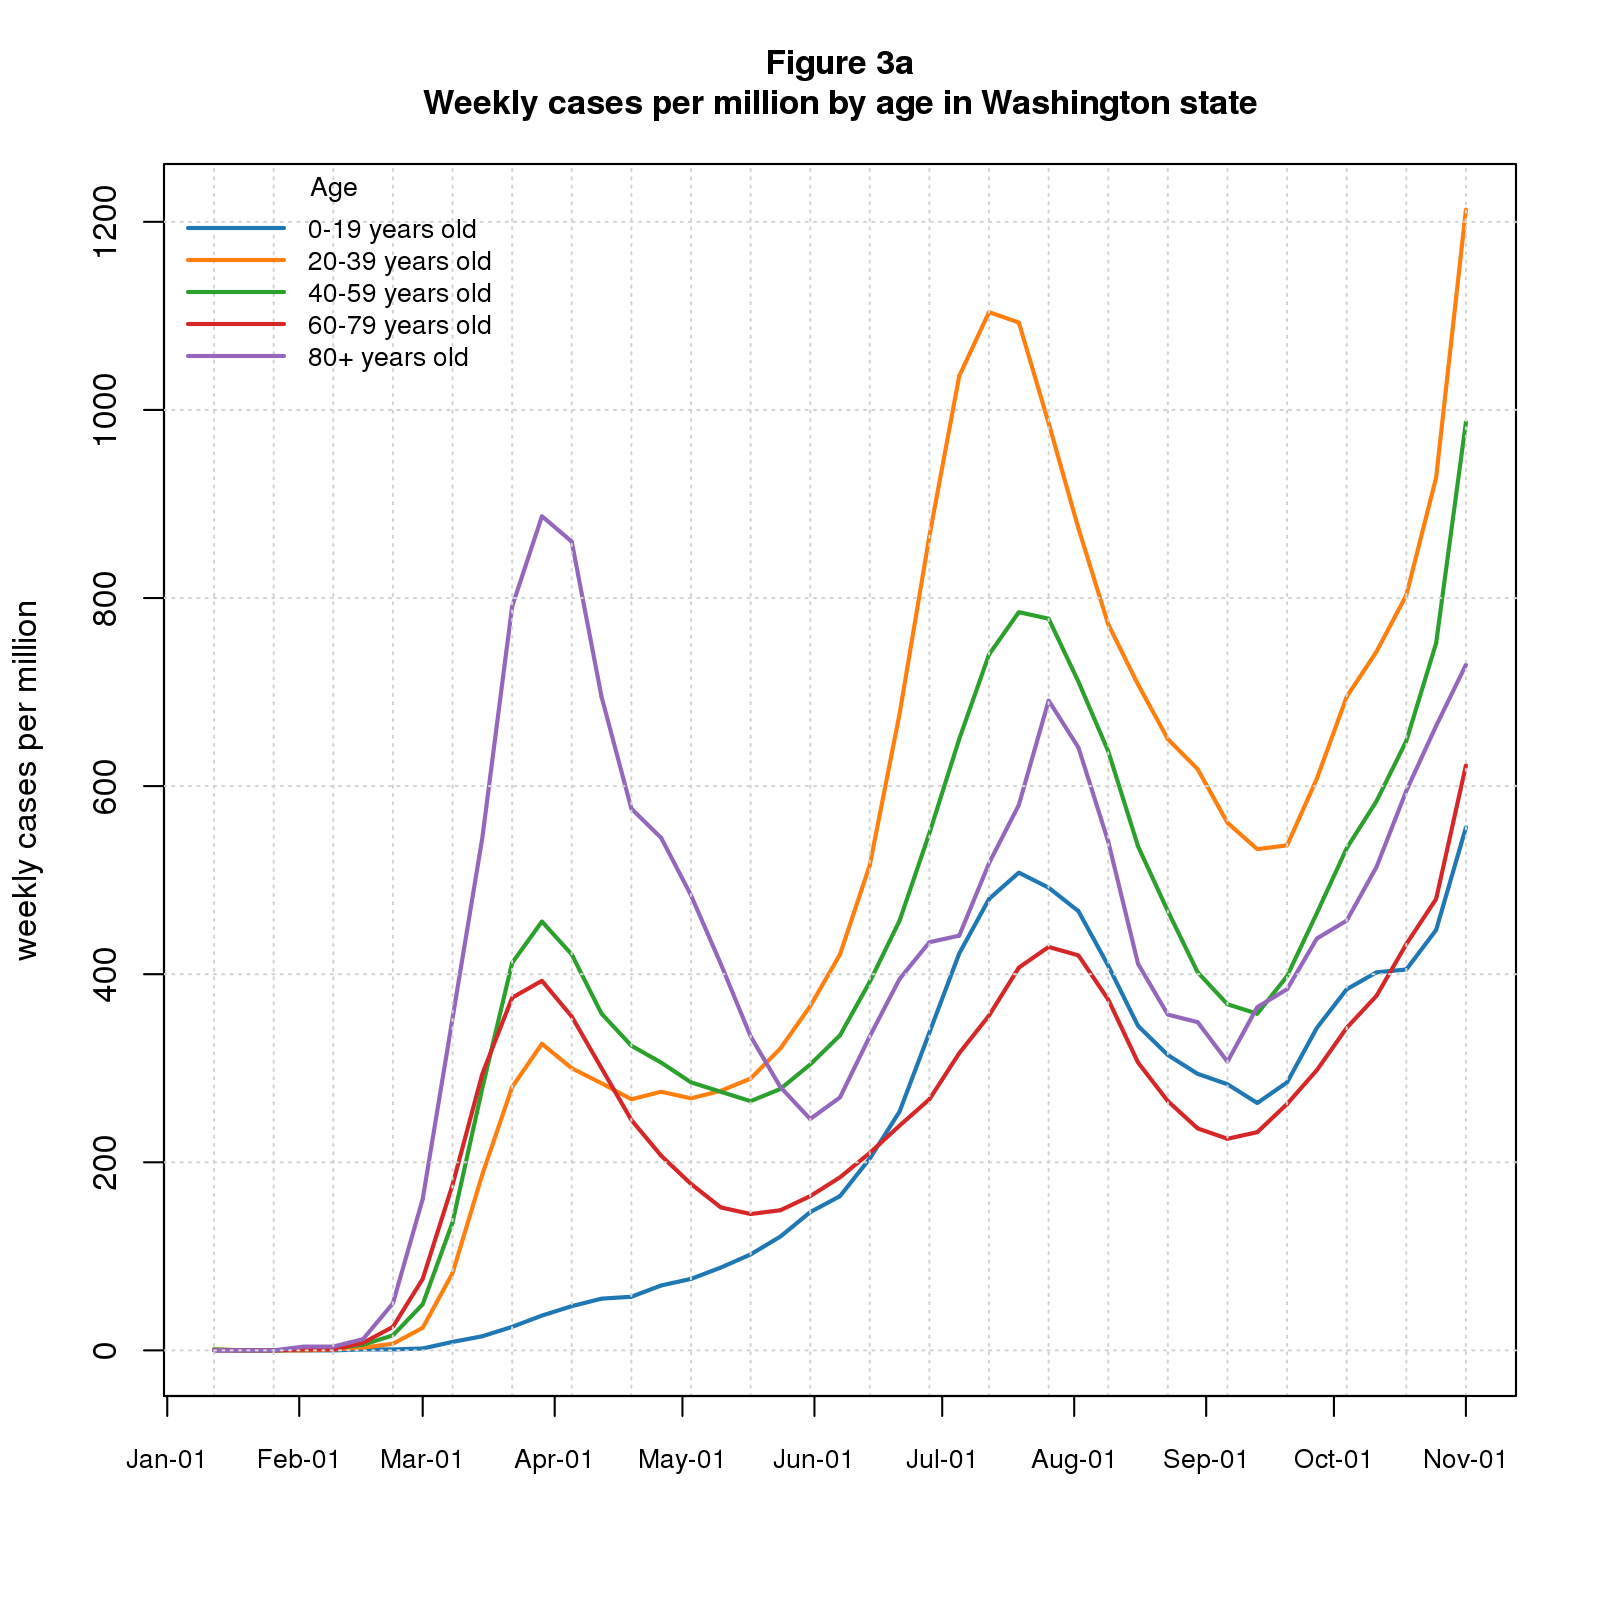 Figure 3a
Weekly cases per million by age in Washington state
Age
0-19 years old
20-39 years old
40-59 years old
60-79 years old
80+ years old
weekly cases per million
1200
1000
800
600
400
200
0
Jan-01 Feb-01 Mar-01 Apr-01 May-01 Jun-01 Jul-01 Aug-01 Sep-01 Oct-01 Nov-01